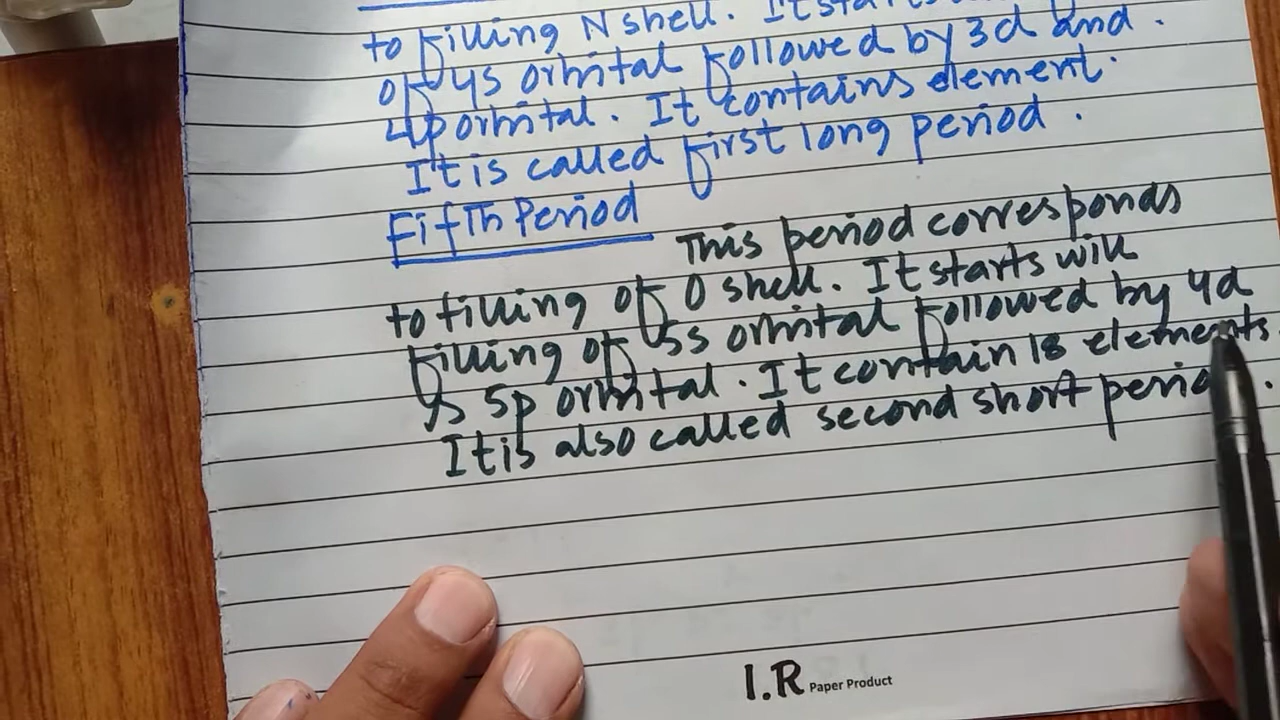 to filling N shell. It starts
of 4s orbital followed by 3d and
4p orbital. It contains element.
It is called first long period.
Fifth Period
This period corresponds
to filling of O shell. It starts will
filling of 5s orbital followed by 4d
5p orbital. It contain 18 elements
It is also called second short period.
I.R Paper Product